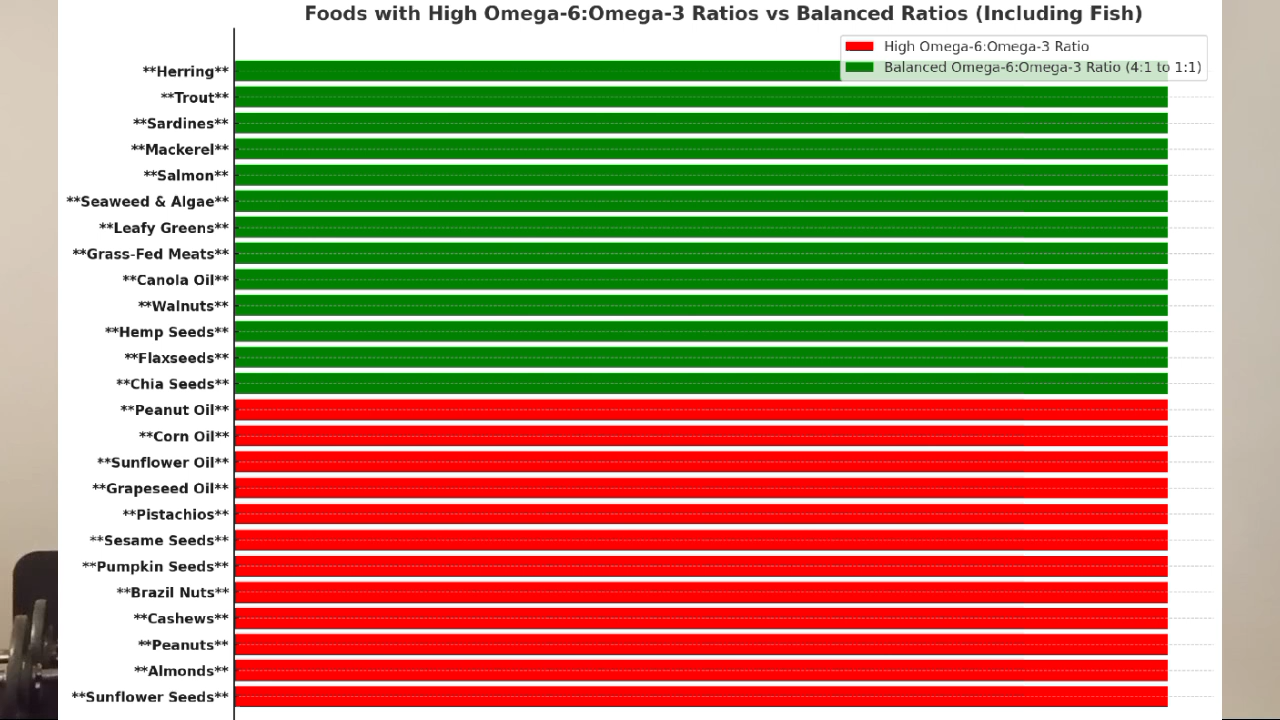 Foods with High Omega-6:Omega-3 Ratios vs Balanced Ratios (Including Fish)
High Omega-6:Omega-3 Ratio
Balanced Omega-6:Omega-3 Ratio (4:1 to 1:1)
**Herring**
**Trout**
**Sardines**
**Mackerel**
**Salmon**
**Seaweed & Algae**
**Leafy Greens**
**Grass-Fed Meats**
**Canola Oil**
**Walnuts**
**Hemp Seeds**
**Flaxseeds**
**Chia Seeds**
**Peanut Oil**
**Corn Oil**
**Sunflower Oil**
**Grapeseed Oil**
**Pistachios**
**Sesame Seeds**
**Pumpkin Seeds**
**Brazil Nuts**
**Cashews**
**Peanuts**
**Almonds**
**Sunflower Seeds**